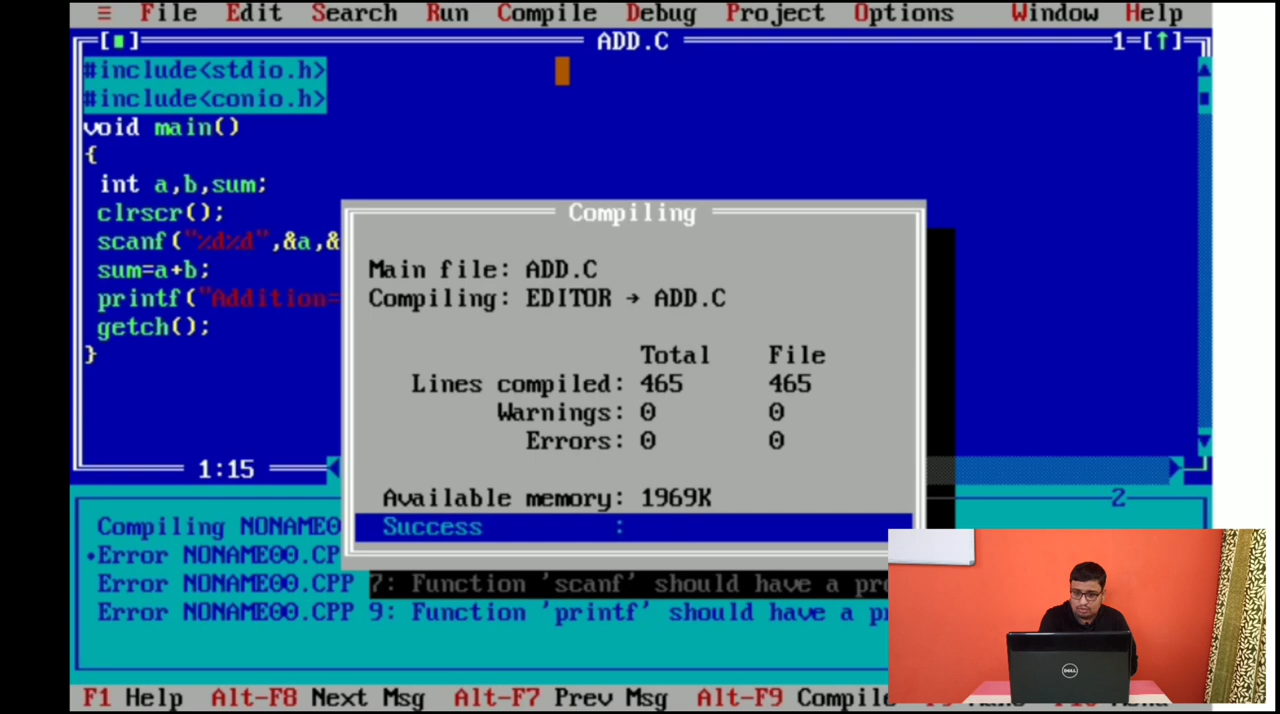 ≡ File Edit Search Run Compile Debug Project Options Window Help
[■] ADD.C 1=[↑]
#include<stdio.h>
#include<conio.h>
void main()
{
int a,b,sum;
clrscr();
scanf("%d%d",&a,&
sum=a+b;
printf("Addition=
getch();
}
1:15
Compiling
Main file: ADD.C
Compiling: EDITOR → ADD.C
Total File
Lines compiled: 465 465
Warnings: 0 0
Errors: 0 0
Available memory: 1969K
Success :
2
Compiling NONAME0
•Error NONAME00.CP
Error NONAME00.CPP 7: Function 'scanf' should have a pro
Error NONAME00.CPP 9: Function 'printf' should have a p
F1 Help Alt-F8 Next Msg Alt-F7 Prev Msg Alt-F9 Compile
DELL